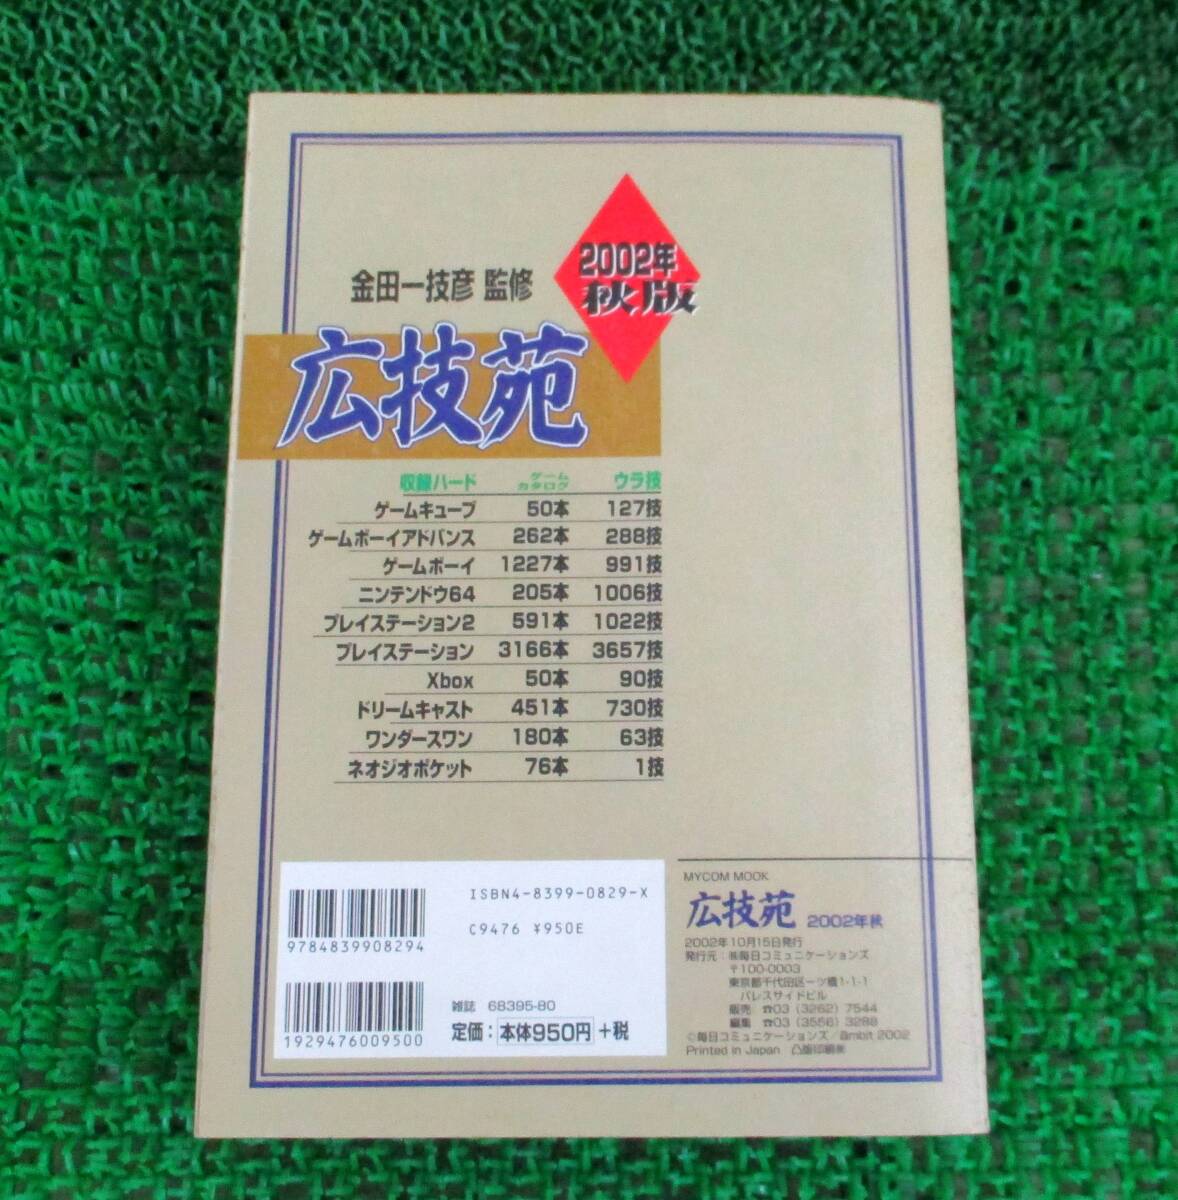 2002年
秋版
金田一技彦 監修
広技苑
収録ハード ゲームカタログ ウラ技
ゲームキューブ 50本 127技
ゲームボーイアドバンス 262本 288技
ゲームボーイ 1227本 991技
ニンテンドウ64 205本 1006技
プレイステーション2 591本 1022技
プレイステーション 3166本 3657技
Xbox 50本 90技
ドリームキャスト 451本 730技
ワンダースワン 180本 63技
ネオジオポケット 76本 1技
9784839908294
1929476009500
ISBN4-8399-0829-X
C9476 ¥950E
雑誌 68395-80
定価：本体950円+税
MYCOM MOOK
広技苑 2002年秋
2002年10月15日発行
発行元：㈱毎日コミュニケーションズ
〒100-0003
東京都千代田区一ツ橋1-1-1
パレスサイドビル
販売 ☎03（3262）7544
編集 ☎03（3556）3288
©毎日コミュニケーションズ／ambit 2002
Printed in Japan 凸版印刷㈱